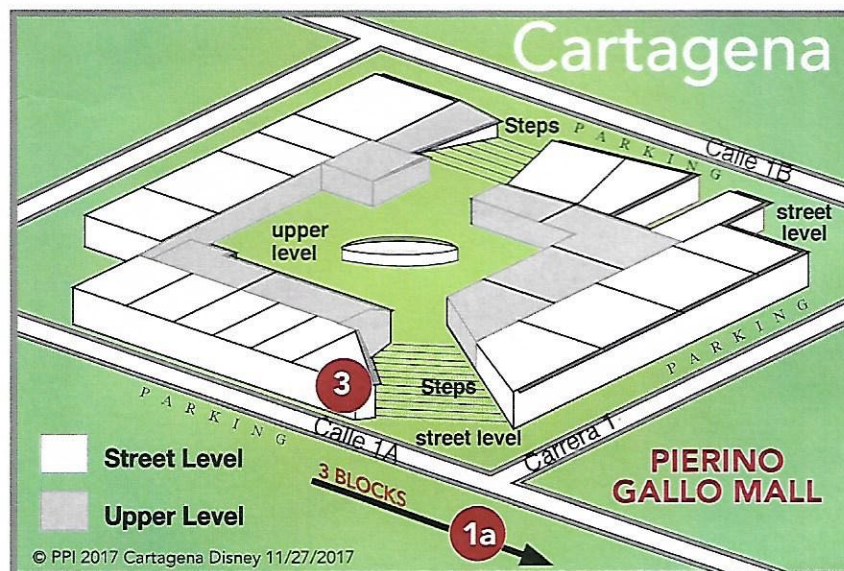 Cartagena
Steps
PARKING
Calle 1B
street
level
upper
level
3
Steps
street level
PARKING
Calle 1A
PARKING
Carrera 1
Street Level
Upper Level
3 BLOCKS
1a
PIERINO
GALLO MALL
© PPI 2017 Cartagena Disney 11/27/2017